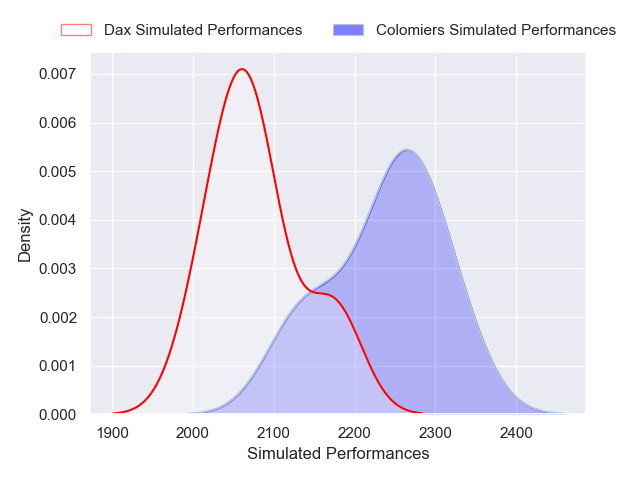 Dax Simulated Performances Colomiers Simulated Performances
0.007
0.006
0.005
0.004
0.003
0.002
0.001
0.000
Density
1900 2000 2100 2200 2300 2400
Simulated Performances